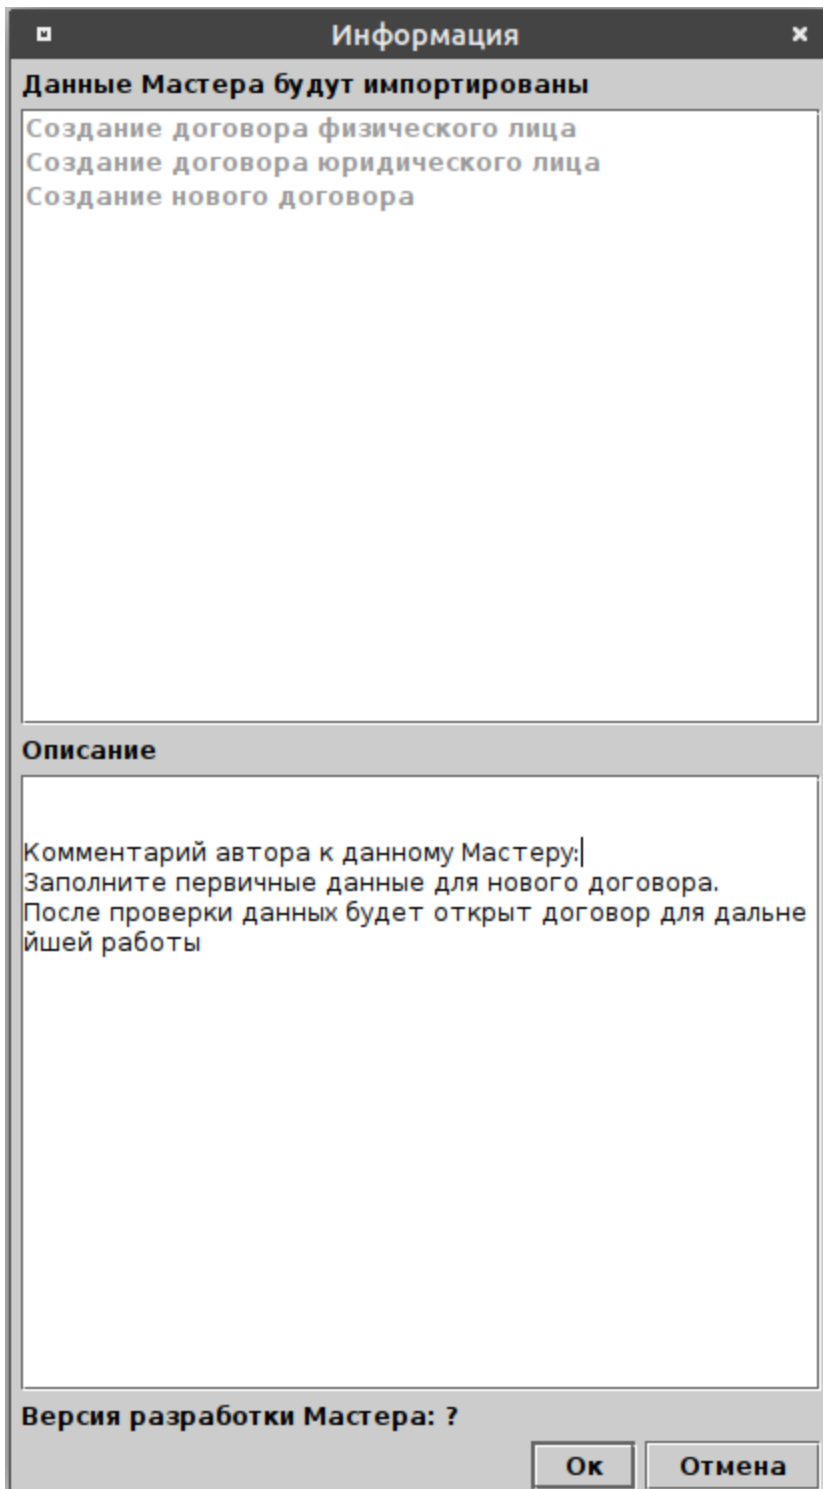 Информация
Данные Мастера будут импортированы
Создание договора физического лица
Создание договора юридического лица
Создание нового договора
Описание
Комментарий автора к данному Мастеру:
Заполните первичные данные для нового договора.
После проверки данных будет открыт договор для дальне
йшей работы
Версия разработки Мастера: ?
Ок
Отмена